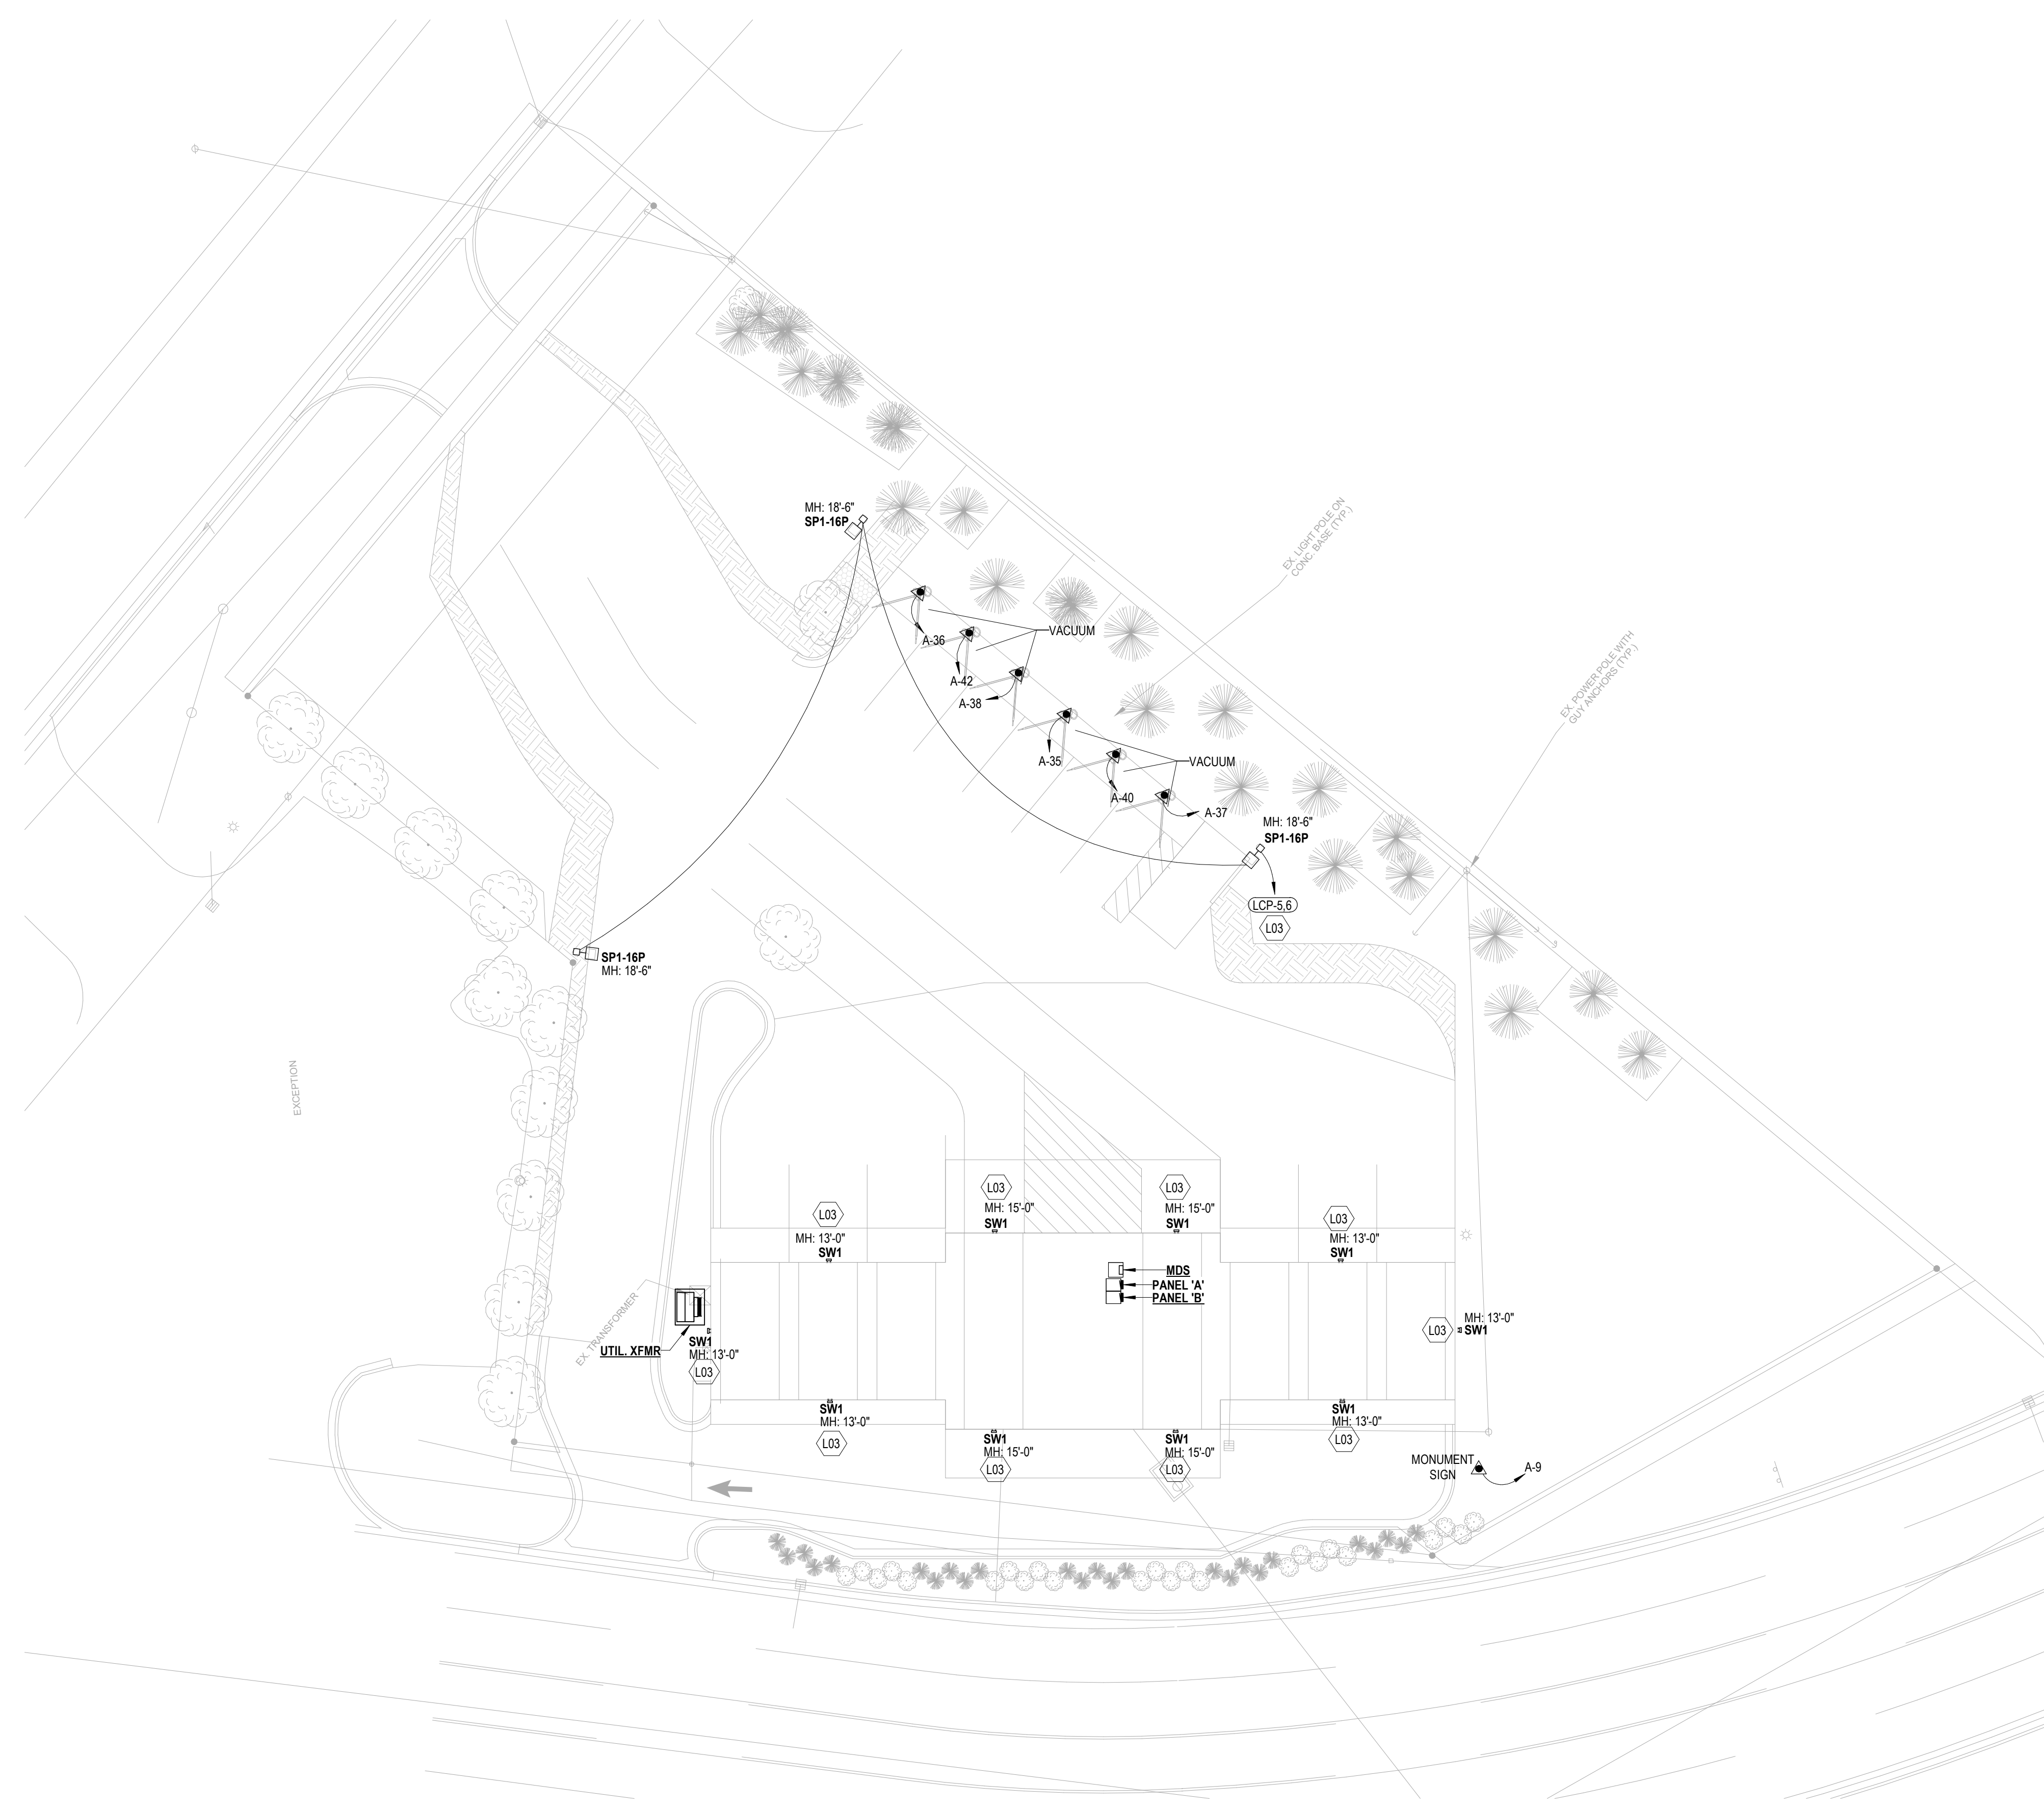 MH: 18'-6"
SP1-16P
EX. LIGHT POLE ON
CONC. BASE (TYP.)
A-36
VACUUM
A-42
A-38
EX. POWER POLE WITH
GUY ANCHORS (TYP.)
A-35
VACUUM
A-40
A-37
MH: 18'-6"
SP1-16P
LCP-5,6
L03
SP1-16P
MH: 18'-6"
EXCEPTION
L03
MH: 13'-0"
SW1
L03
MH: 15'-0"
SW1
L03
MH: 15'-0"
SW1
L03
MH: 13'-0"
SW1
MDS
PANEL 'A'
PANEL 'B'
EX. TRANSFORMER
UTIL. XFMR
SW1
MH: 13'-0"
L03
L03
MH: 13'-0"
SW1
SW1
MH: 13'-0"
L03
SW1
MH: 15'-0"
L03
SW1
MH: 15'-0"
L03
SW1
MH: 13'-0"
L03
MONUMENT
SIGN
A-9